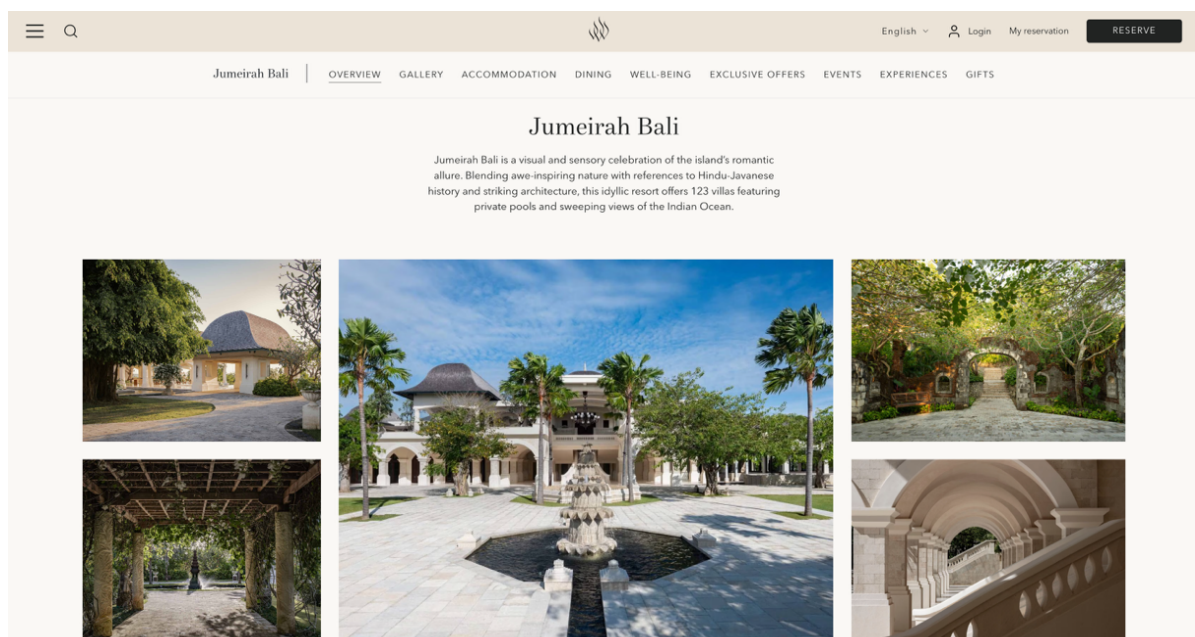 English
Login
My reservation
RESERVE
Jumeirah Bali
OVERVIEW
GALLERY
ACCOMMODATION
DINING
WELL-BEING
EXCLUSIVE OFFERS
EVENTS
EXPERIENCES
GIFTS
Jumeirah Bali
Jumeirah Bali is a visual and sensory celebration of the island's romantic
allure. Blending awe-inspiring nature with references to Hindu-Javanese
history and striking architecture, this idyllic resort offers 123 villas featuring
private pools and sweeping views of the Indian Ocean.